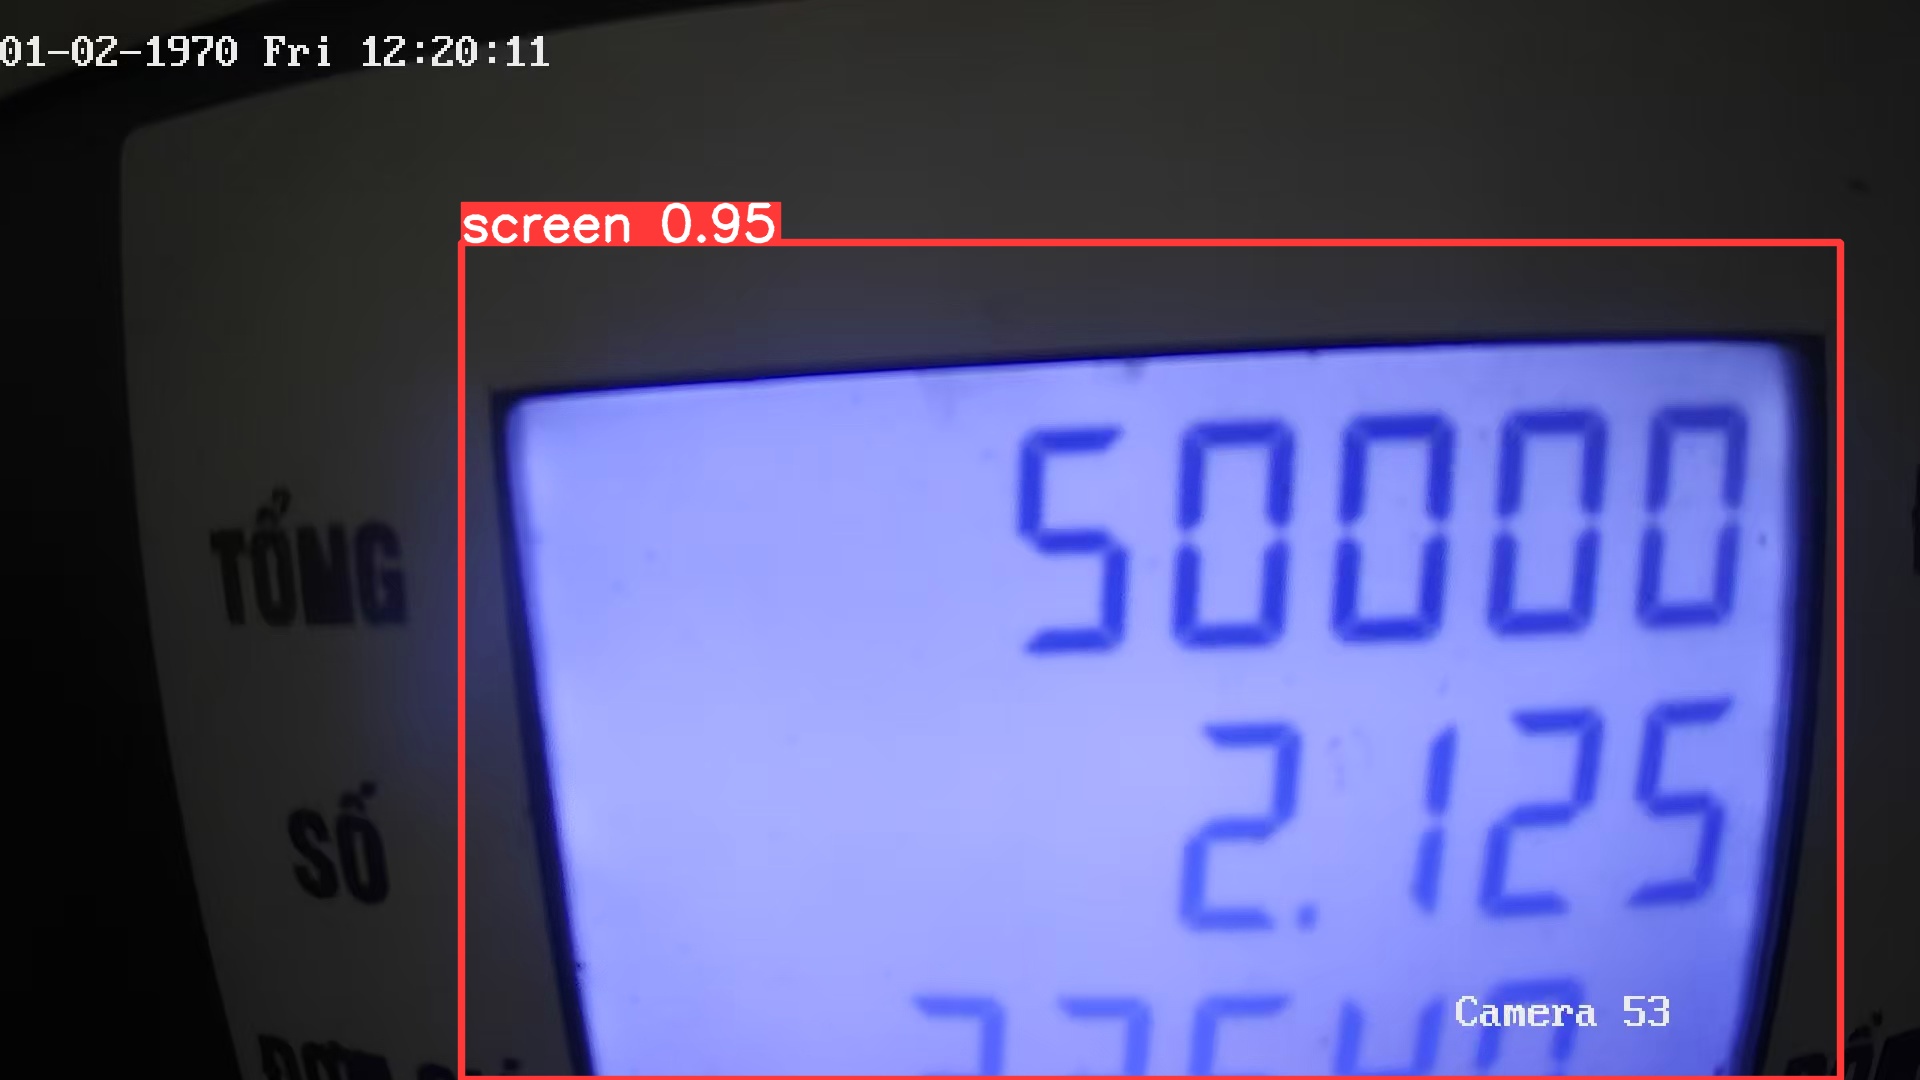 01-02-1970 Fri 12:20:11
screen 0.95
TỔNG 50000
SỐ 2.125
Camera 53